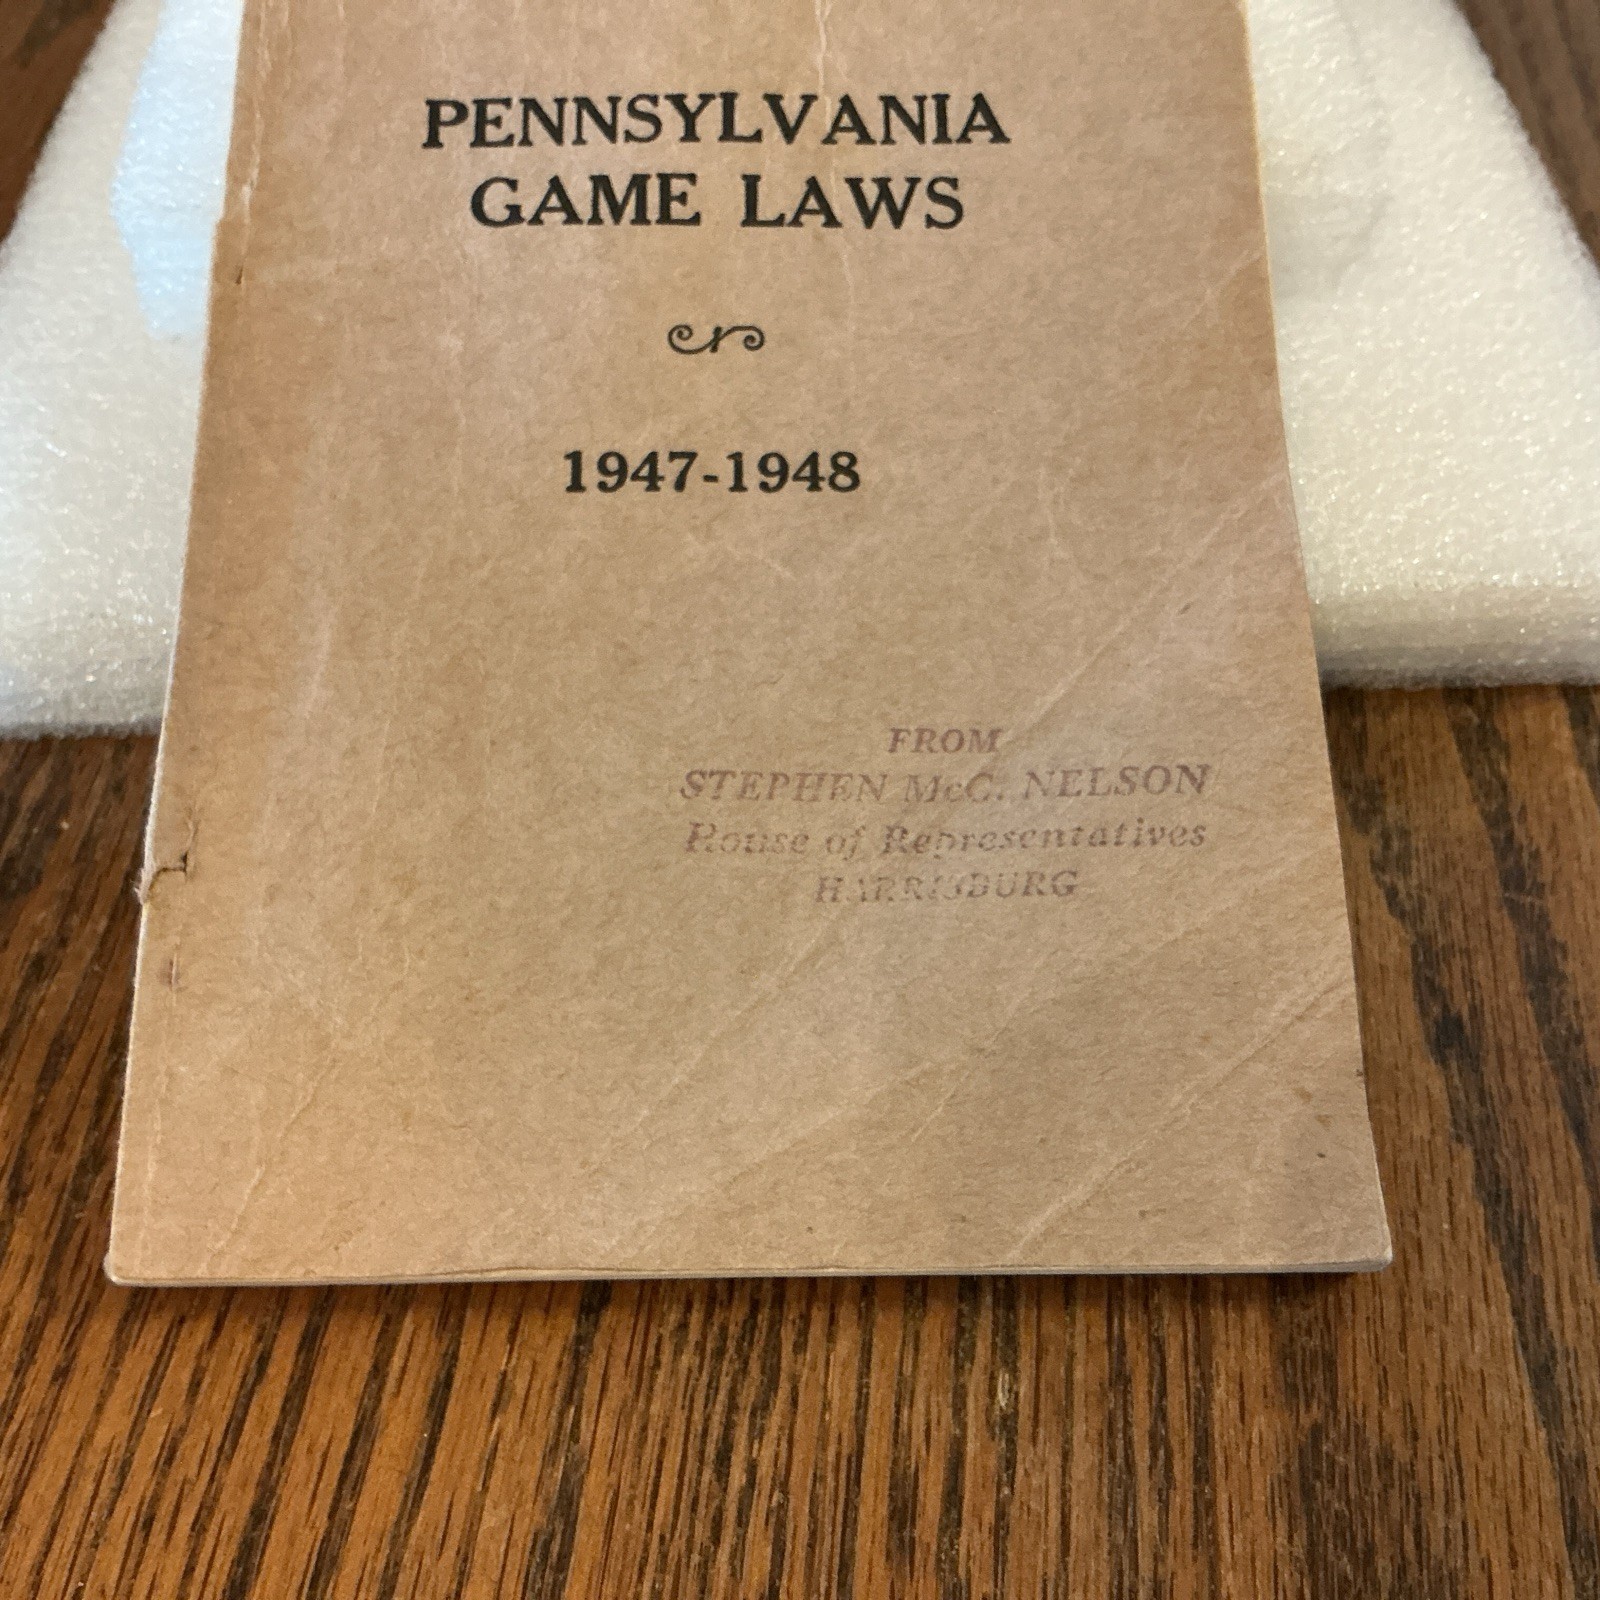 PENNSYLVANIA
GAME LAWS
1947-1948
FROM
STEPHEN McC. NELSON
House of Representatives
HARRISBURG